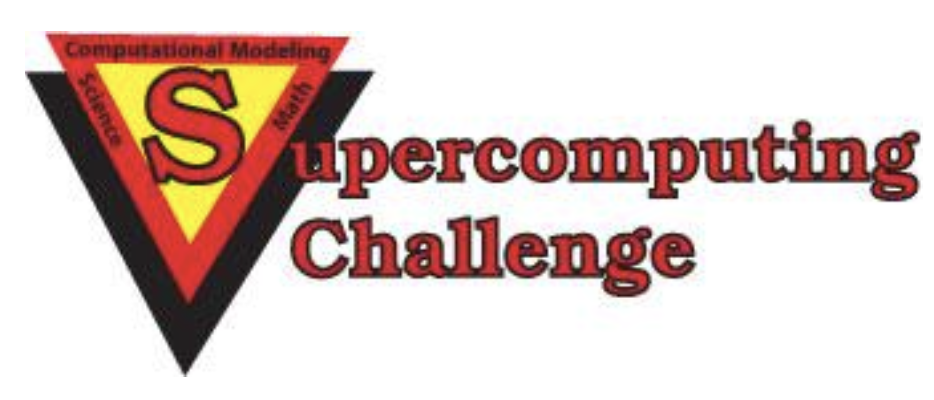 Computational Modeling
Science
Math
Supercomputing
Challenge